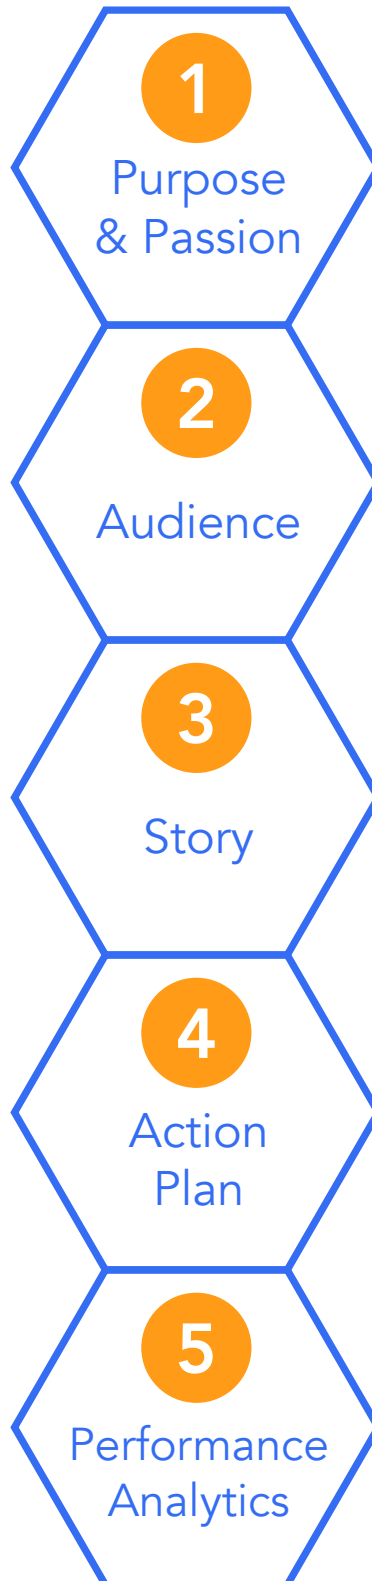 1
Purpose
& Passion
2
Audience
3
Story
4
Action
Plan
5
Performance
Analytics